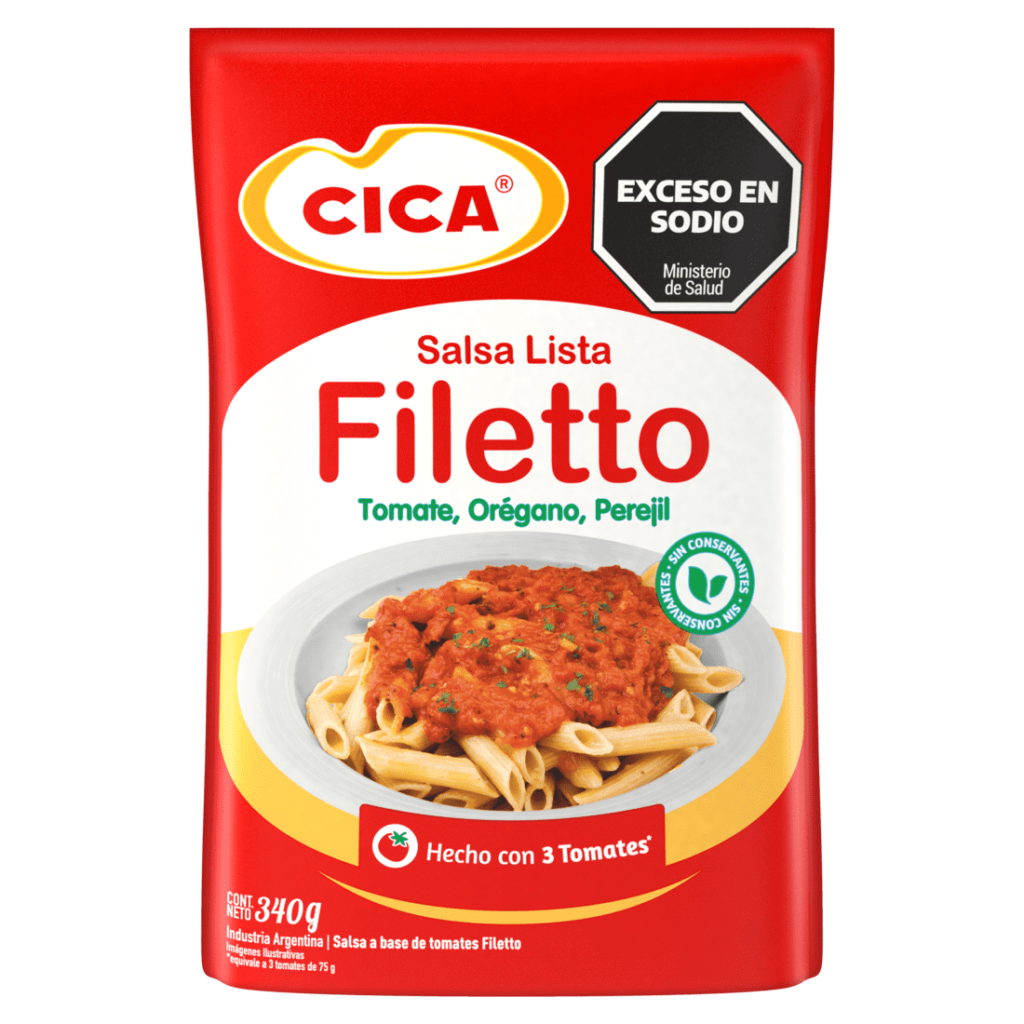 CICA®
EXCESO EN
SODIO
Ministerio
de Salud
Salsa Lista
Filetto
Tomate, Orégano, Perejil
SIN CONSERVANTES • SIN CONSERVANTES •
Hecho con 3 Tomates*
CONT.
NETO 340g
Industria Argentina | Salsa a base de tomates Filetto
Imágenes Ilustrativas
*equivale a 3 tomates de 75 g